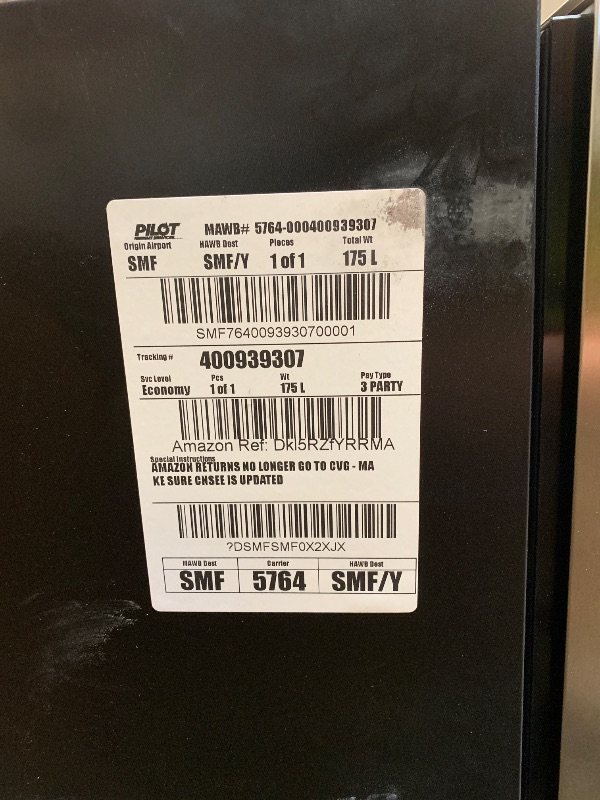 PILOT
MAWB# 5764-000400939307
Origin Airport HAWB Dest Pieces Total Wt
SMF SMF/Y 1 of 1 175 L
SMF7640093930700001
Tracking # 400939307
Svc Level Pcs Wt Pay Type
Economy 1 of 1 175 L 3 PARTY
Amazon Ref: Dkl5RZfYRRMA
Special Instructions
AMAZON RETURNS NO LONGER GO TO CVG - MA
KE SURE CNSEE IS UPDATED
?DSMFSMF0X2XJX
HAWB Dest Carrier HAWB Dest
SMF 5764 SMF/Y